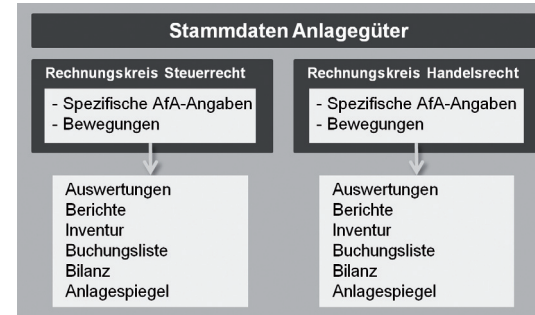 Stammdaten Anlagegüter
Rechnungskreis Steuerrecht
- Spezifische AfA-Angaben
- Bewegungen
Auswertungen
Berichte
Inventur
Buchungsliste
Bilanz
Anlagespiegel
Rechnungskreis Handelsrecht
- Spezifische AfA-Angaben
- Bewegungen
Auswertungen
Berichte
Inventur
Buchungsliste
Bilanz
Anlagespiegel